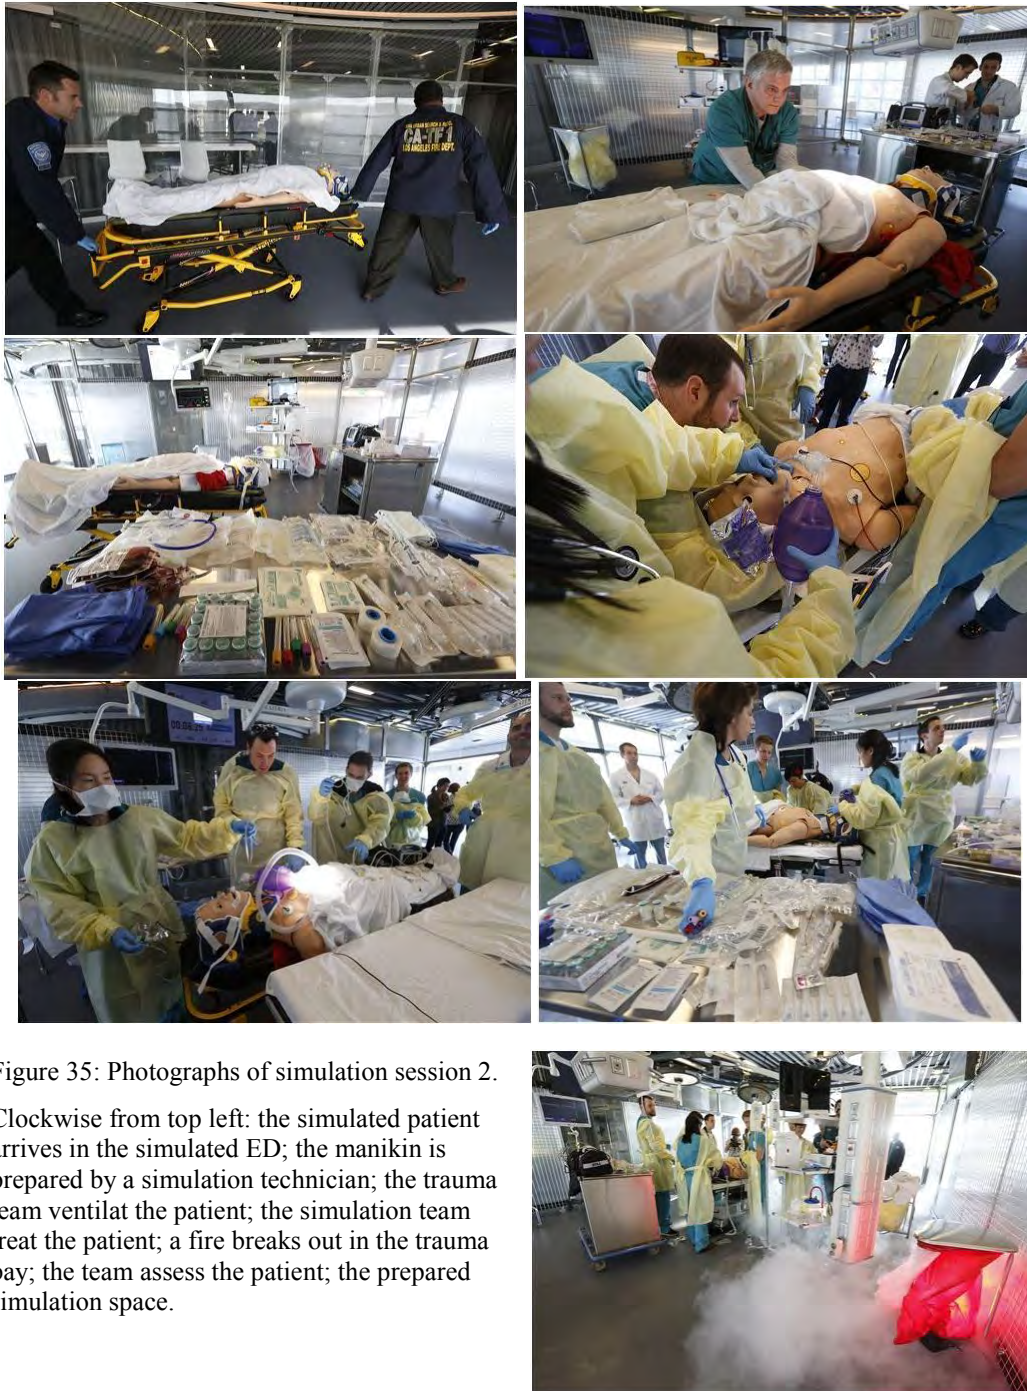 CA-TF1
LOS ANGELES FIRE DEPT.
Figure 35: Photographs of simulation session 2.
Clockwise from top left: the simulated patient
arrives in the simulated ED; the manikin is
prepared by a simulation technician; the trauma
team ventilat the patient; the simulation team
treat the patient; a fire breaks out in the trauma
bay; the team assess the patient; the prepared
simulation space.